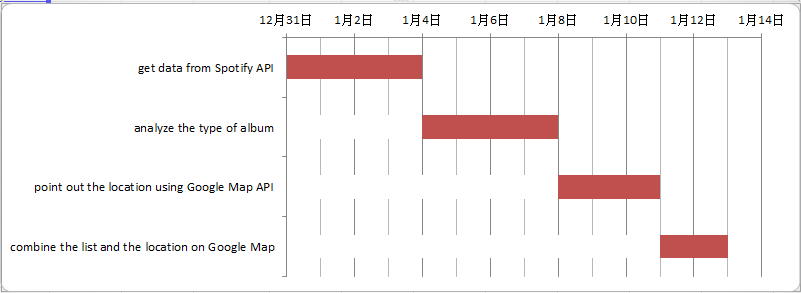 12月31日 1月2日 1月4日 1月6日 1月8日 1月10日 1月12日 1月14日
get data from Spotify API
analyze the type of album
point out the location using Google Map API
combine the list and the location on Google Map